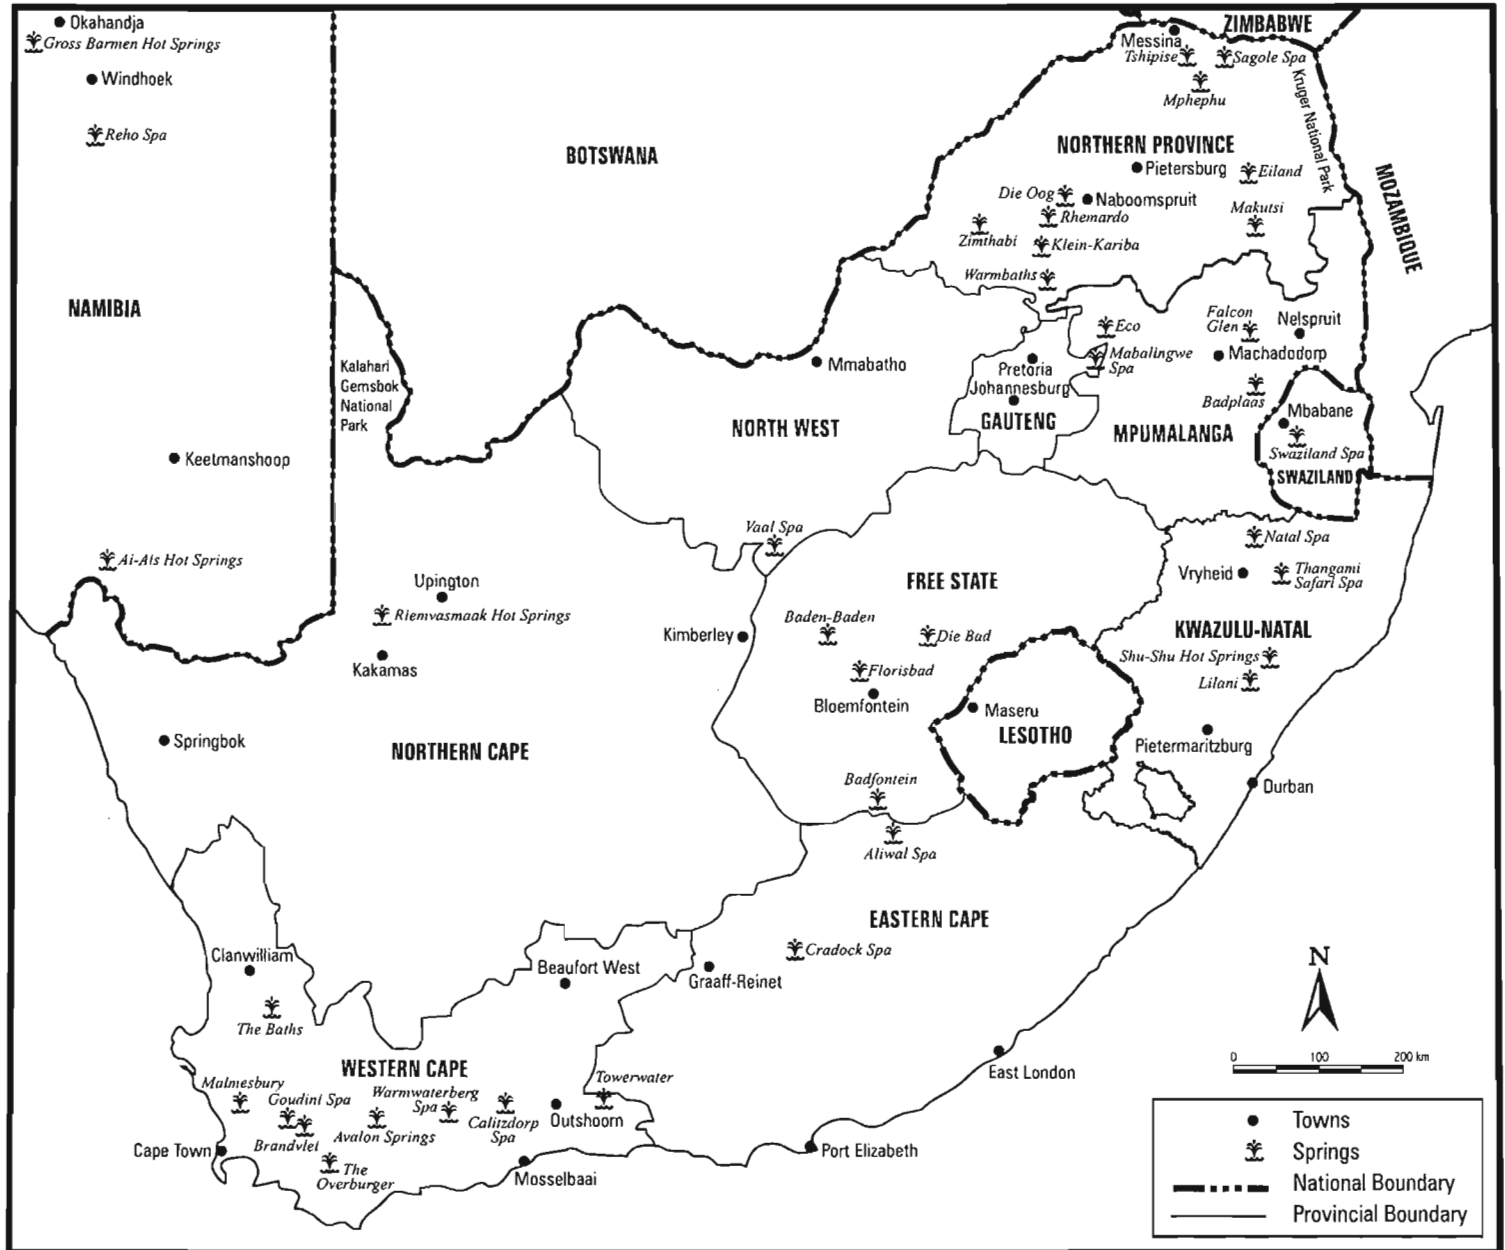 Okahandja
Gross Barmen Hot Springs
Windhoek
Reho Spa
NAMIBIA
Keetmanshoop
Ai-Ais Hot Springs
BOTSWANA
Kalahari
Gemsbok
National
Park
ZIMBABWE
Messina
Tshipise
Sagole Spa
Mphephu
Kruger National Park
NORTHERN PROVINCE
Pietersburg
Eiland
Die Oog
Naboomspruit
Rhemardo
Makutsi
Zimthabi
Klein-Kariba
Warmbaths
MOZAMBIQUE
Mmabatho
NORTH WEST
Eco
Mabalingwe
Spa
Pretoria
Johannesburg
GAUTENG
Falcon
Glen
Nelspruit
Machadodorp
Badplaas
MPUMALANGA
Mbabane
Swaziland Spa
SWAZILAND
Vaal Spa
FREE STATE
Natal Spa
Vryheid
Thangami
Safari Spa
KWAZULU-NATAL
Shu-Shu Hot Springs
Lilani
Pietermaritzburg
Durban
Upington
Riemvasmaak Hot Springs
Kakamas
Kimberley
Baden-Baden
Die Bad
Florisbad
Bloemfontein
Maseru
LESOTHO
Springbok
NORTHERN CAPE
Badfontein
Aliwal Spa
EASTERN CAPE
Cradock Spa
Clanwilliam
The Baths
Beaufort West
Graaff-Reinet
WESTERN CAPE
Malmesbury
Goudini Spa
Brandvlei
Warmwaterberg
Spa
Avalon Springs
Calitzdorp
Spa
Towerwater
Outshoorn
Cape Town
The
Overburger
Mosselbaai
Port Elizabeth
East London
N
0 100 200 km
Towns
Springs
National Boundary
Provincial Boundary